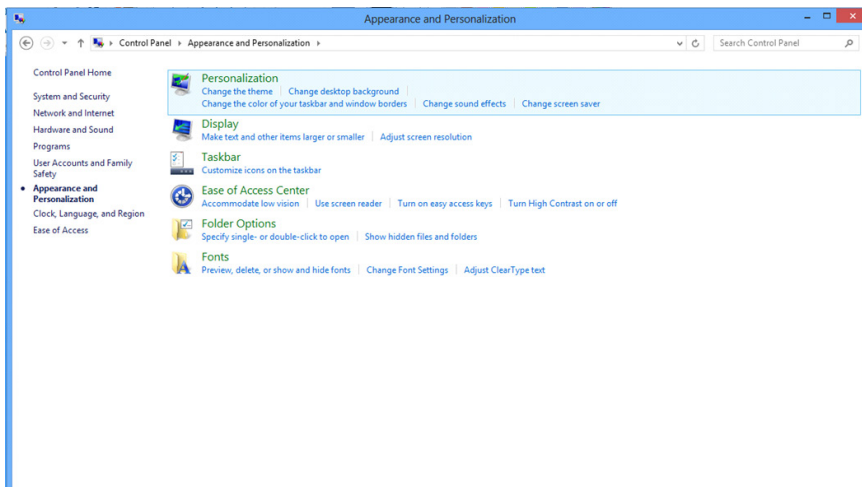 Appearance and Personalization
Control Panel Appearance and Personalization
Search Control Panel
Control Panel Home
System and Security
Network and Internet
Hardware and Sound
Programs
User Accounts and Family
Safety
Appearance and
Personalization
Clock, Language, and Region
Ease of Access
Personalization
Change the theme Change desktop background
Change the color of your taskbar and window borders Change sound effects Change screen saver
Display
Make text and other items larger or smaller Adjust screen resolution
Taskbar
Customize icons on the taskbar
Ease of Access Center
Accommodate low vision Use screen reader Turn on easy access keys Turn High Contrast on or off
Folder Options
Specify single- or double-click to open Show hidden files and folders
Fonts
Preview, delete, or show and hide fonts Change Font Settings Adjust ClearType text